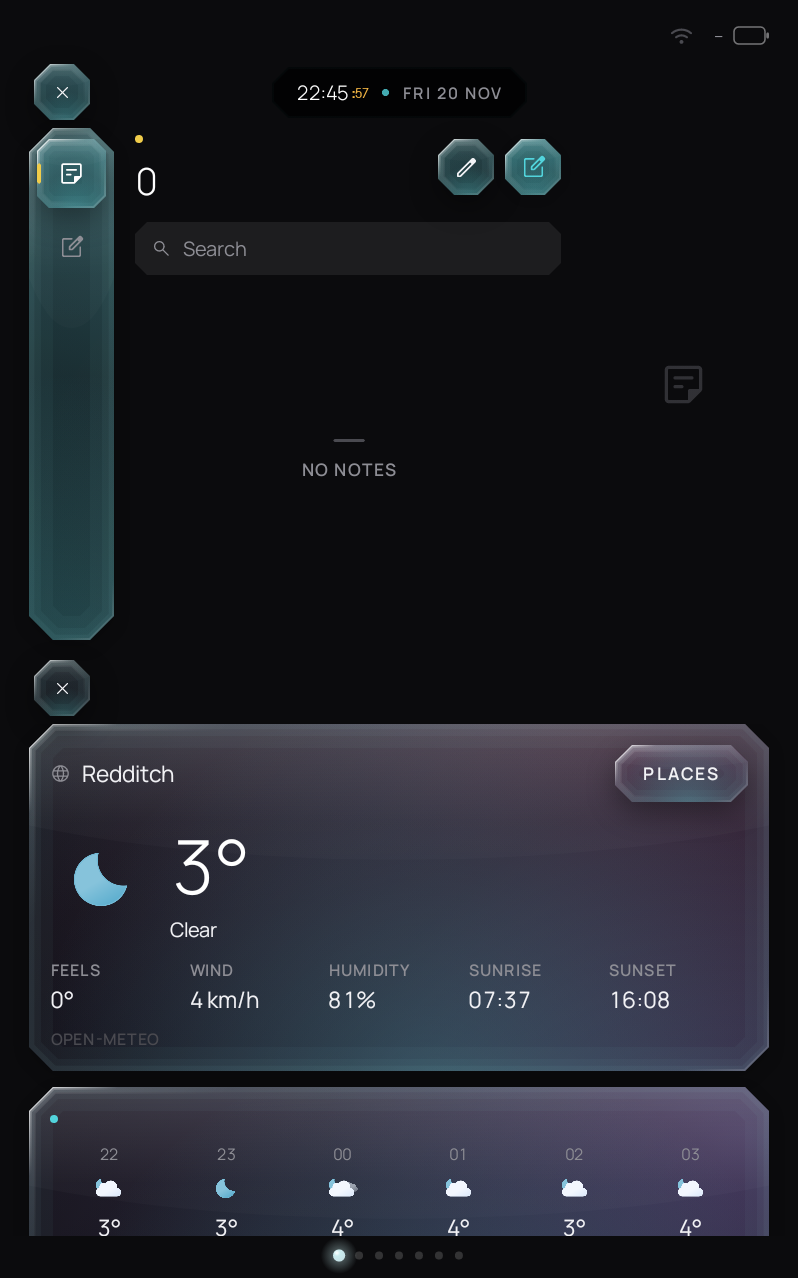 –
22:45:57 • FRI 20 NOV
0
Search
NO NOTES
Redditch
PLACES
3°
Clear
FEELS WIND HUMIDITY SUNRISE SUNSET
0° 4 km/h 81% 07:37 16:08
OPEN-METEO
22 23 00 01 02 03
3° 3° 4° 4° 3° 4°